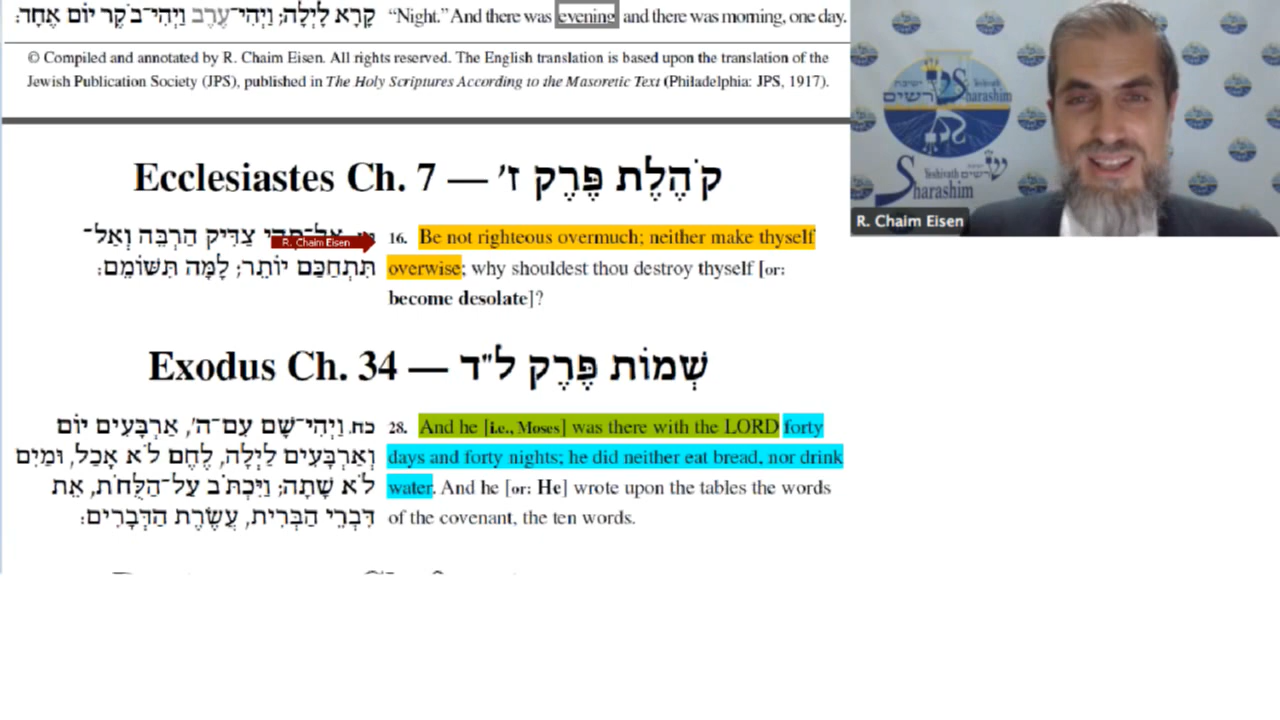 קָרָא לָיְלָה; וַיְהִי־עֶרֶב וַיְהִי־בֹקֶר יוֹם אֶחָד:
“Night.” And there was evening and there was morning, one day.
© Compiled and annotated by R. Chaim Eisen. All rights reserved. The English translation is based upon the translation of the
Jewish Publication Society (JPS), published in The Holy Scriptures According to the Masoretic Text (Philadelphia: JPS, 1917).
Ecclesiastes Ch. 7 — קֹהֶלֶת פֶּרֶק ז'
צַדִּיק הַרְבֵּה וְאַל־
תִּתְחַכַּם יוֹתֵר; לָמָּה תִּשּׁוֹמֵם:
R. Chaim Eisen
16. Be not righteous overmuch; neither make thyself
overwise; why shouldest thou destroy thyself [or:
become desolate]?
Exodus Ch. 34 — שְׁמוֹת פֶּרֶק ל"ד
כח. וַיְהִי־שָׁם עִם־ה', אַרְבָּעִים יוֹם
וְאַרְבָּעִים לַיְלָה, לֶחֶם לֹא אָכַל, וּמַיִם
לֹא שָׁתָה; וַיִּכְתֹּב עַל־הַלֻּחֹת, אֵת
דִּבְרֵי הַבְּרִית, עֲשֶׂרֶת הַדְּבָרִים:
28. And he [i.e., Moses] was there with the LORD forty
days and forty nights; he did neither eat bread, nor drink
water. And he [or: He] wrote upon the tables the words
of the covenant, the ten words.
ישיבת
שרשים
Yeshivath
Sharashim
Yeshivath שרשים
Sharashim
R. Chaim Eisen